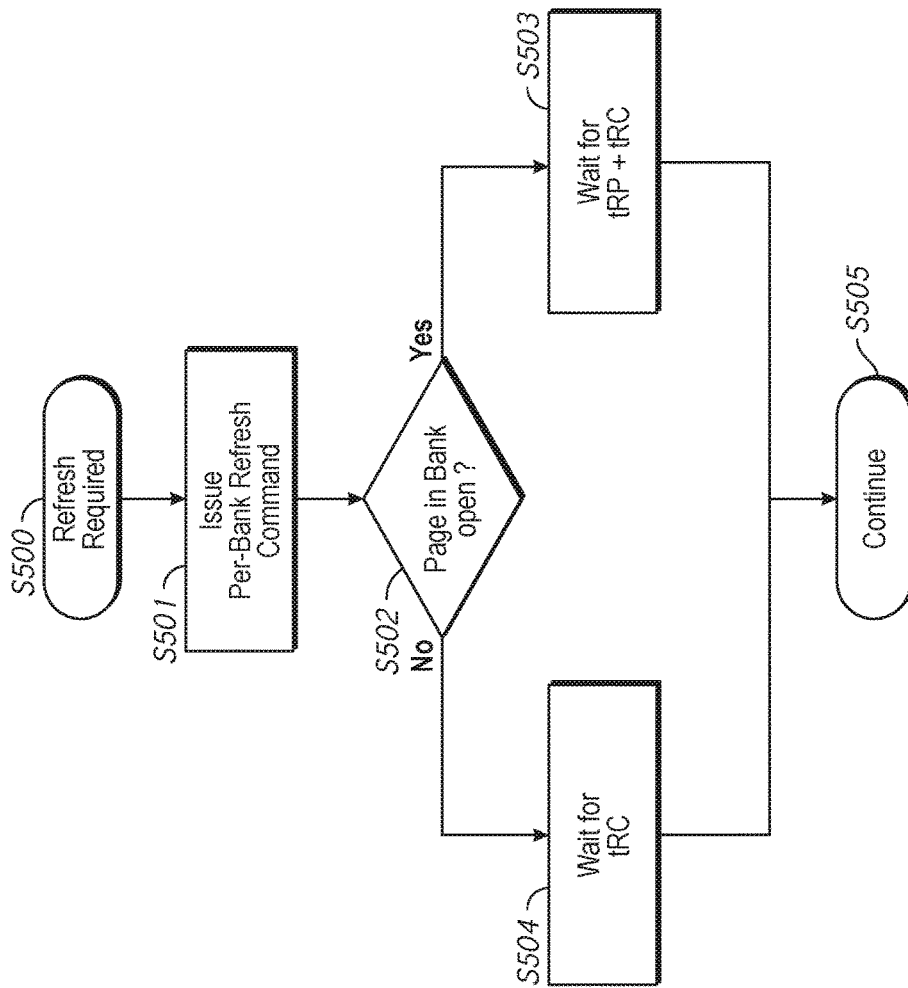 S500
Refresh
Required
S501
Issue
Per-Bank Refresh
Command
S502
Page in Bank
open ?
No
Yes
S504
Wait for
tRC
S503
Wait for
tRP + tRC
S505
Continue